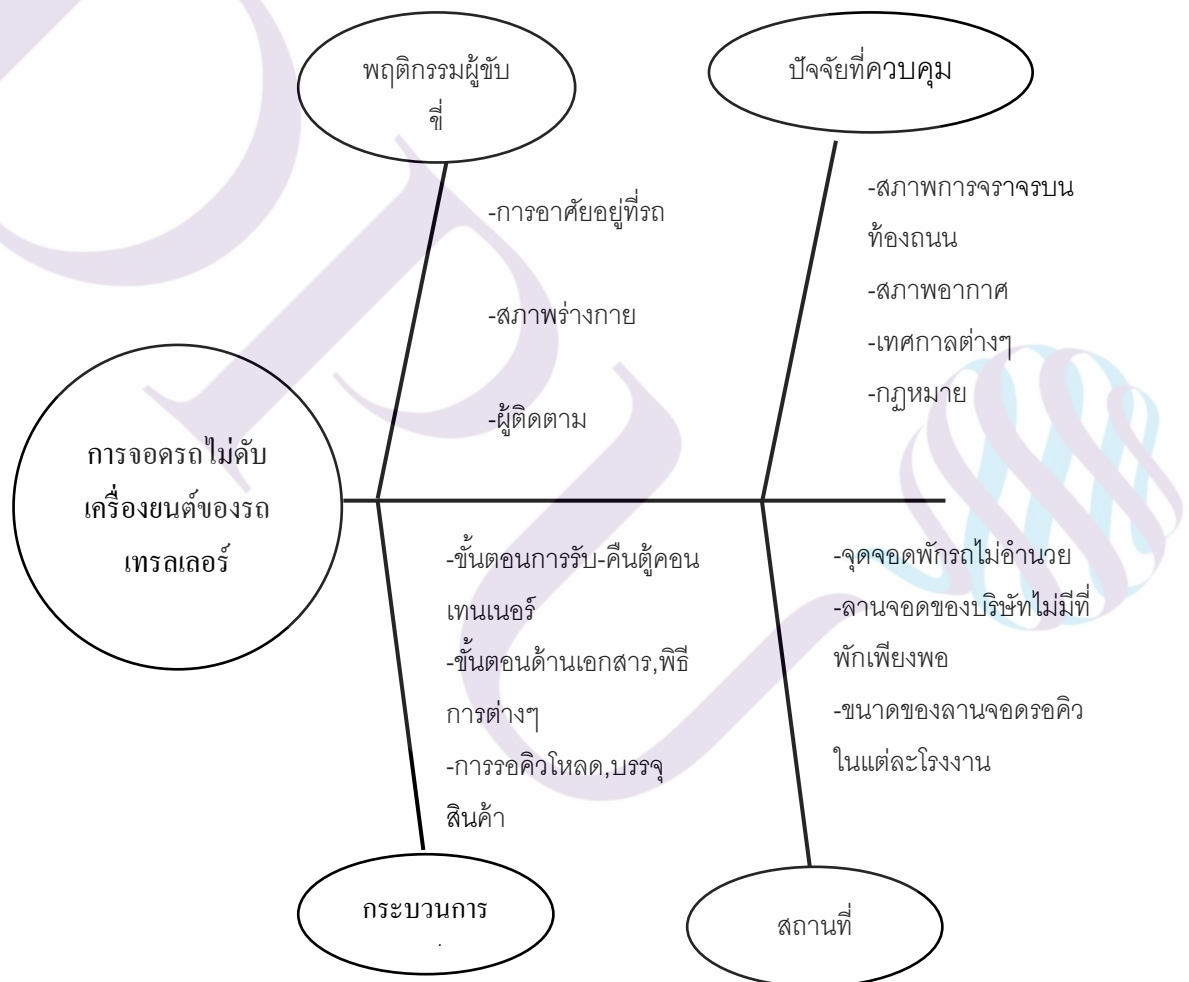 พฤติกรรมผู้ขับ
ขี่
ปัจจัยที่ควบคุม
-การอาศัยอยู่ที่รถ
-สภาพร่างกาย
-ผู้ติดตาม
-สภาพการจราจรบน
ท้องถนน
-สภาพอากาศ
-เทศกาลต่างๆ
-กฎหมาย
การจอดรถไม่ดับ
เครื่องยนต์ของรถ
เทรลเลอร์
-ขั้นตอนการรับ-คืนตู้คอน
เทนเนอร์
-ขั้นตอนด้านเอกสาร,พิธี
การต่างๆ
-การรอคิวโหลด,บรรจุ
สินค้า
-จุดจอดพักรถไม่อำนวย
-ลานจอดของบริษัทไม่มีที่
พักเพียงพอ
-ขนาดของลานจอดรอคิว
ในแต่ละโรงงาน
กระบวนการ
สถานที่